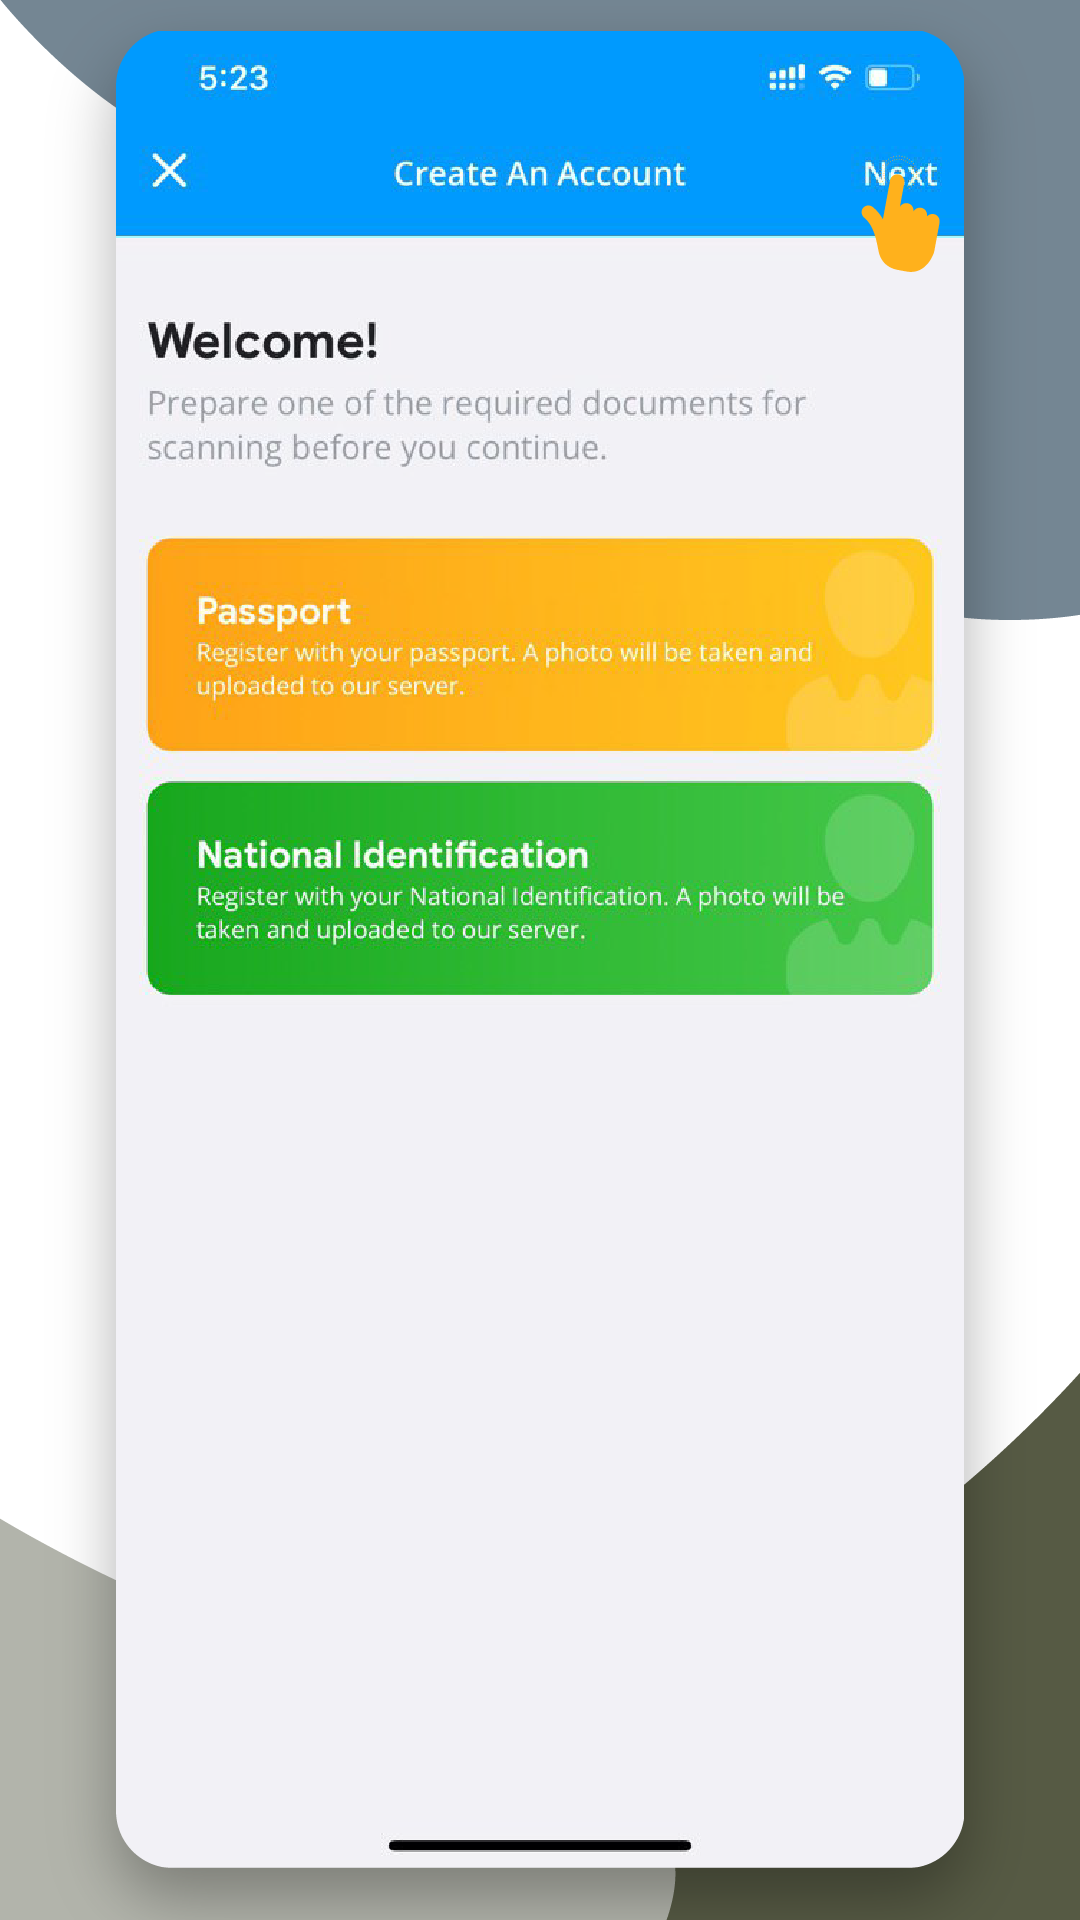 5:23
Create An Account
Next
Welcome!
Prepare one of the required documents for
scanning before you continue.
Passport
Register with your passport. A photo will be taken and
uploaded to our server.
National Identification
Register with your National Identification. A photo will be
taken and uploaded to our server.